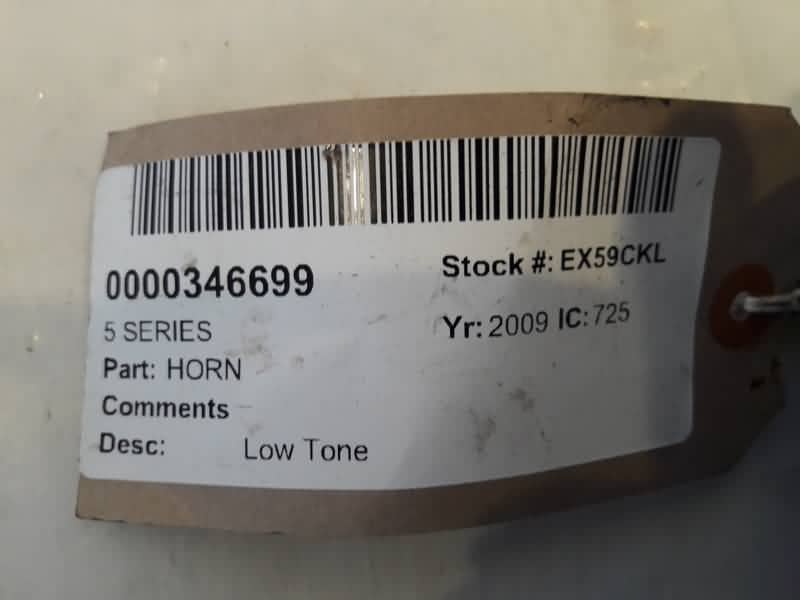 0000346699
Stock #: EX59CKL
5 SERIES
Yr: 2009 IC: 725
Part: HORN
Comments
Desc: Low Tone